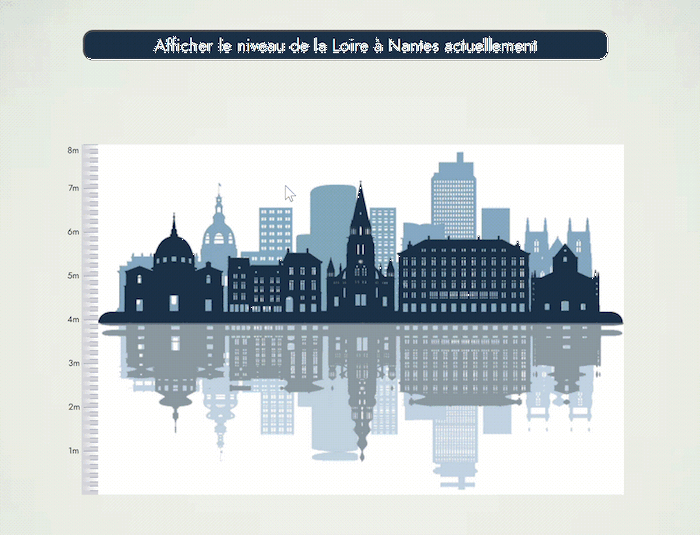 Afficher le niveau de la Loire à Nantes actuellement
8m
7m
6m
5m
4m
3m
2m
1m